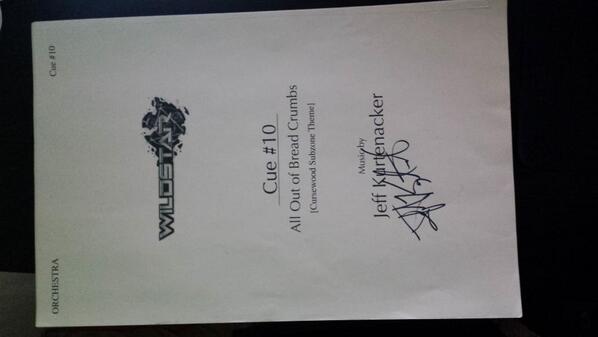 ORCHESTRA
Cue #10
WILDSTAR
Cue #10
All Out of Bread Crumbs
[Cursewood Subzone Theme]
Music by
Jeff Kurtenacker